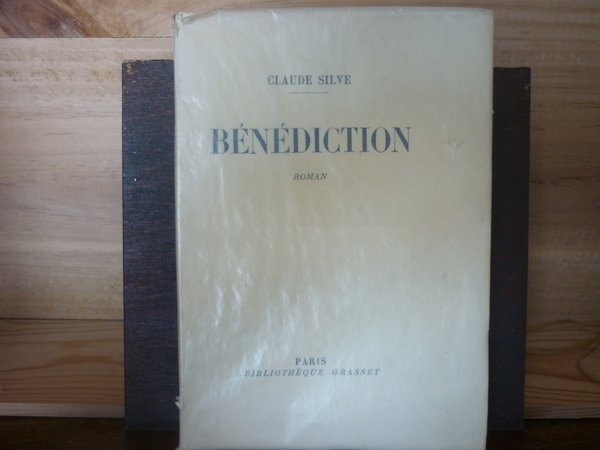 CLAUDE SILVE
BÉNÉDICTION
ROMAN
PARIS
BIBLIOTHÈQUE GRASSET